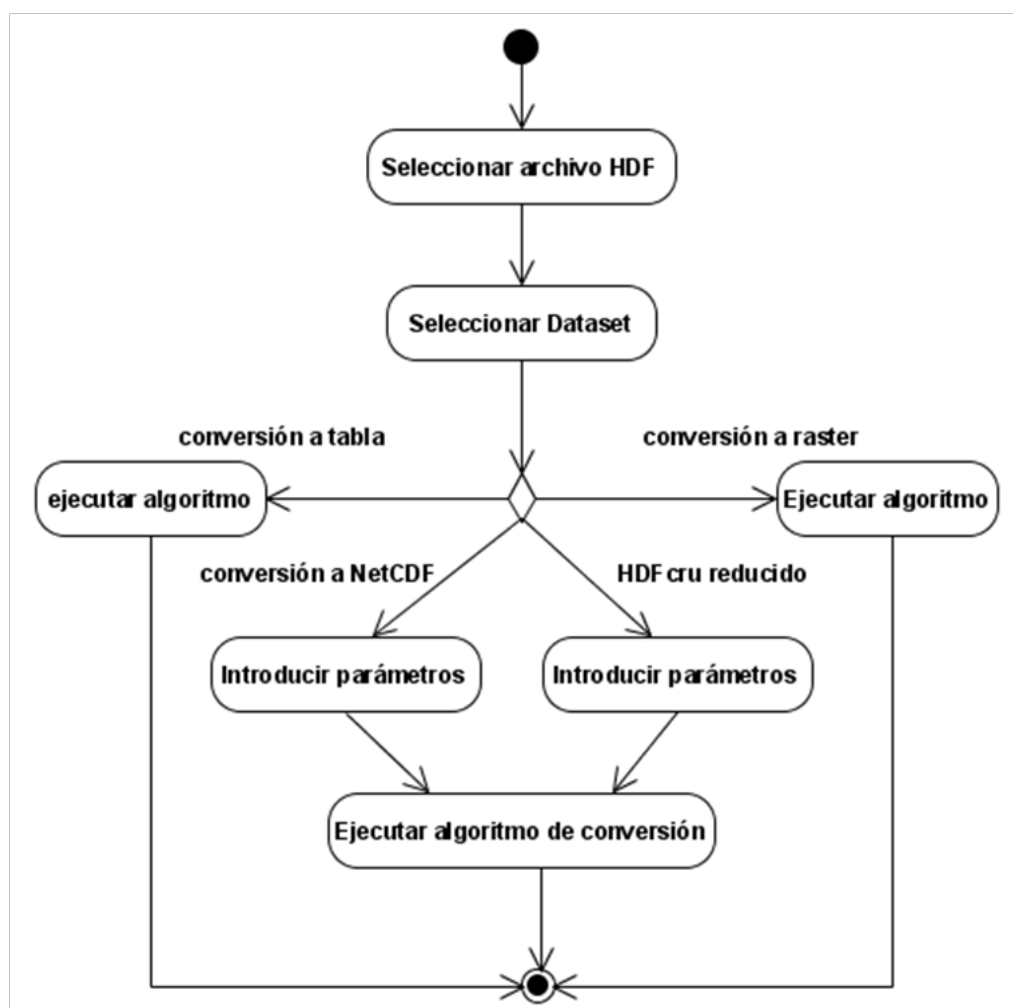 Seleccionar archivo HDF
Seleccionar Dataset
conversión a tabla
conversión a raster
ejecutar algoritmo
Ejecutar algoritmo
conversión a NetCDF
HDF cru reducido
Introducir parámetros
Introducir parámetros
Ejecutar algoritmo de conversión